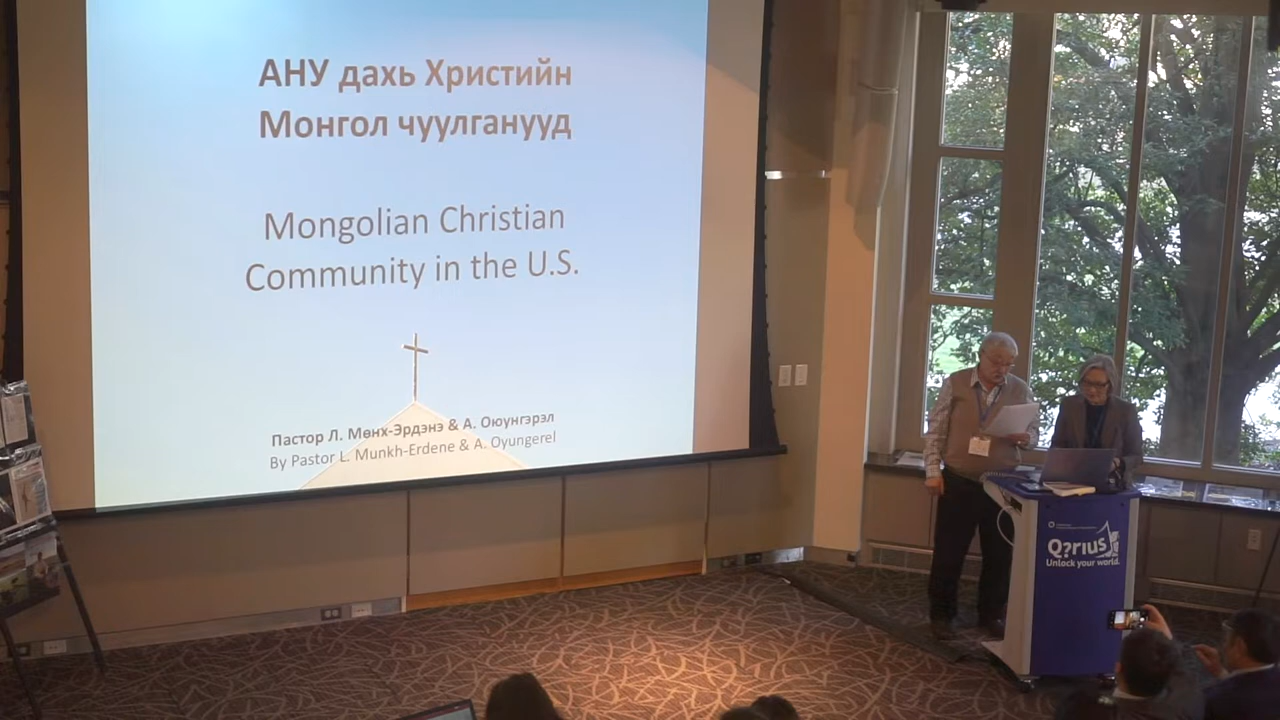 АНУ дахь Христийн
Монгол чуулганууд
Mongolian Christian
Community in the U.S.
Пастор Л. Мөнх-Эрдэнэ & А. Оюунгэрэл
By Pastor L. Munkh-Erdene & A. Oyungerel
Q?rius
Unlock your world.